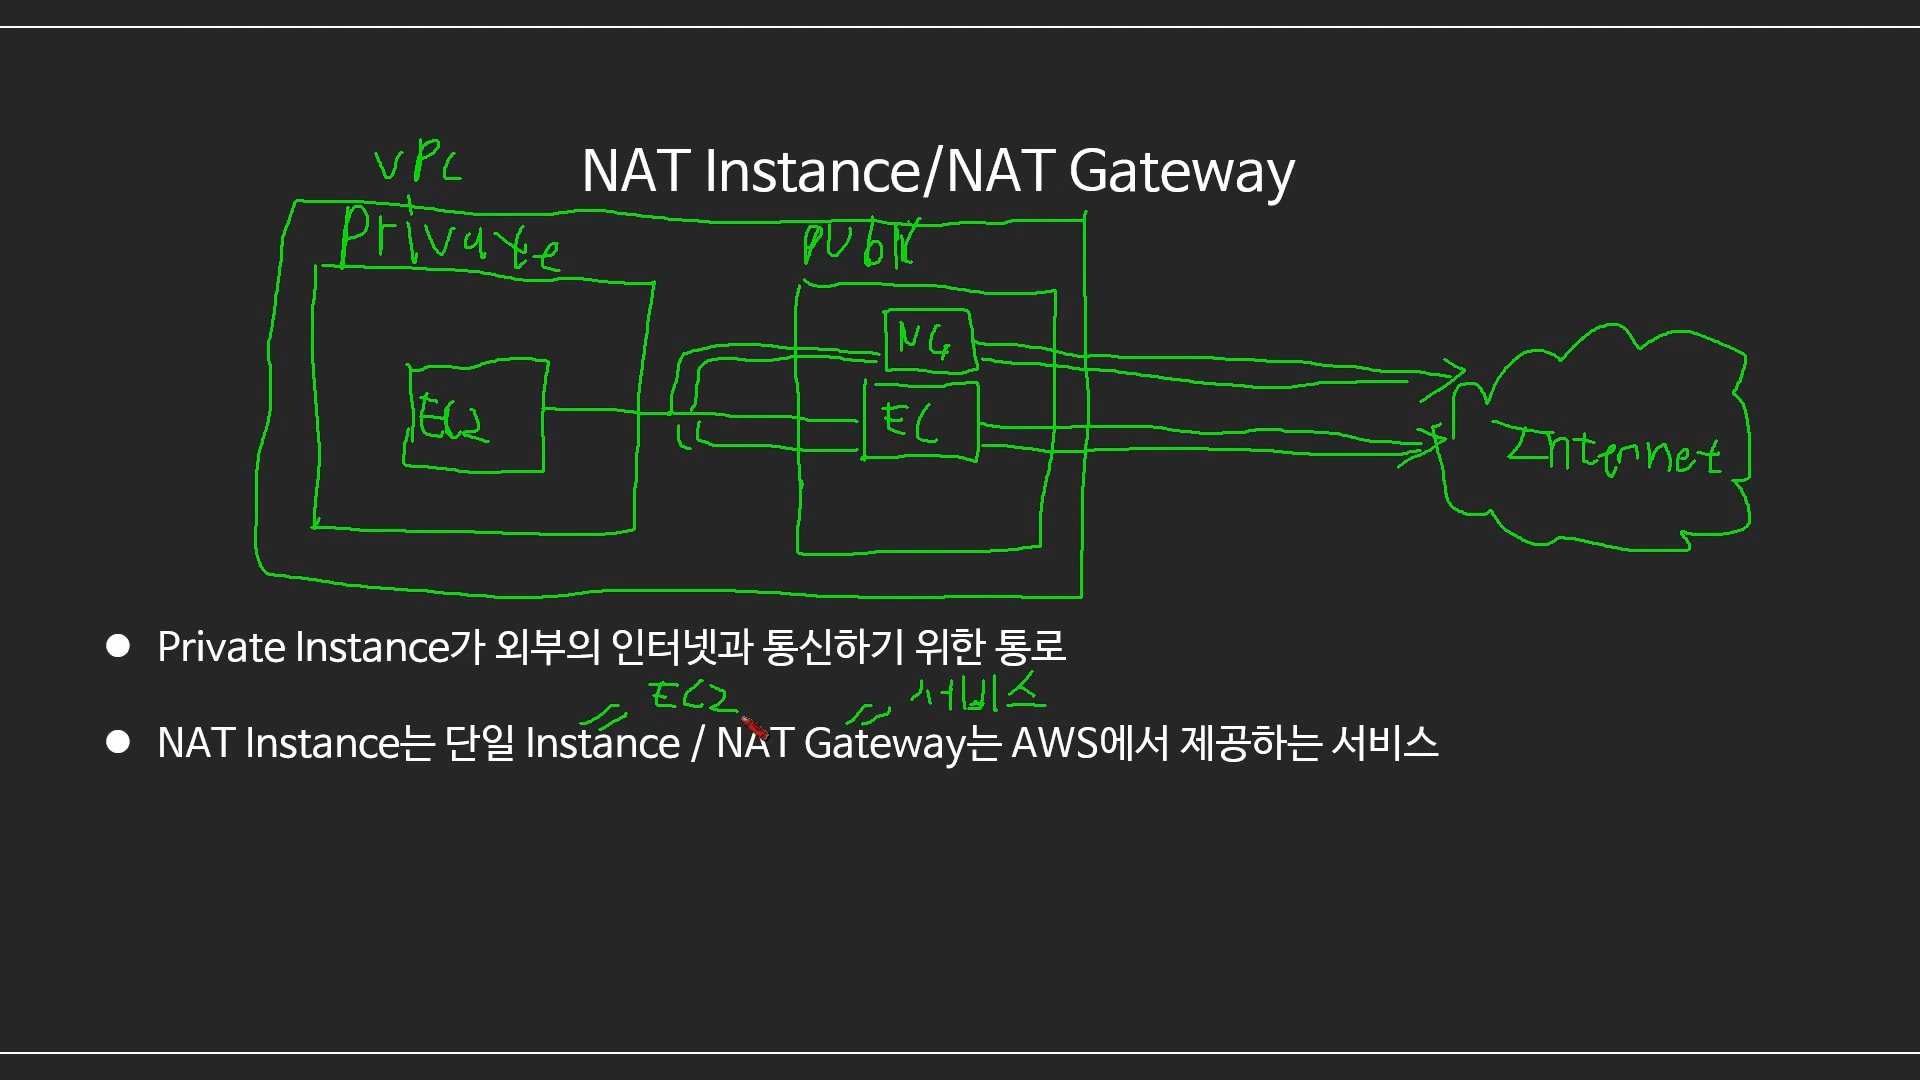 VPC
NAT Instance/NAT Gateway
Private
Public
NG
EC2
EC
Internet
● Private Instance가 외부의 인터넷과 통신하기 위한 통로
EC2
서비스
● NAT Instance는 단일 Instance / NAT Gateway는 AWS에서 제공하는 서비스